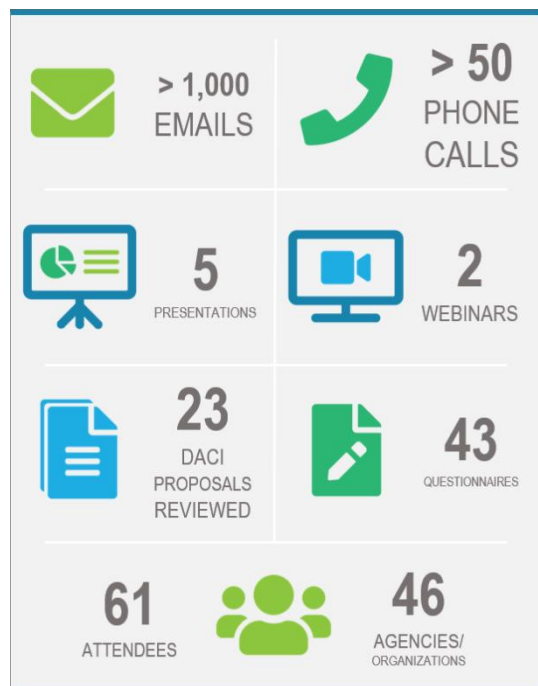 > 1,000
EMAILS
> 50
PHONE
CALLS
5
PRESENTATIONS
2
WEBINARS
23
DACI
PROPOSALS
REVIEWED
43
QUESTIONNAIRES
61
ATTENDEES
46
AGENCIES/
ORGANIZATIONS